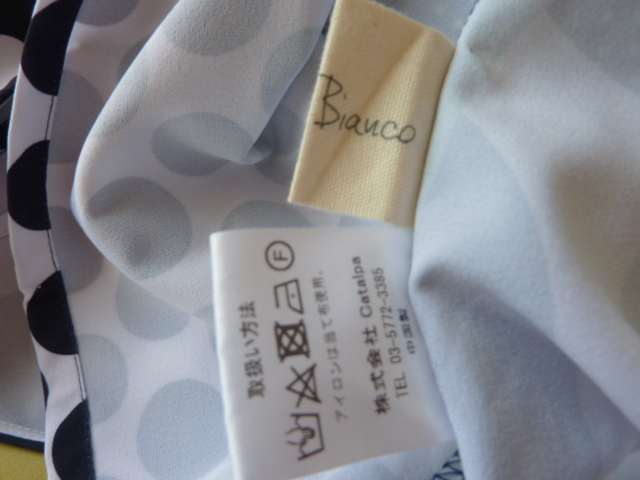 Bianco
取扱い方法
F
アイロンは当て布使用。
株式会社 Catalpa
TEL 03-5772-3385
中国製